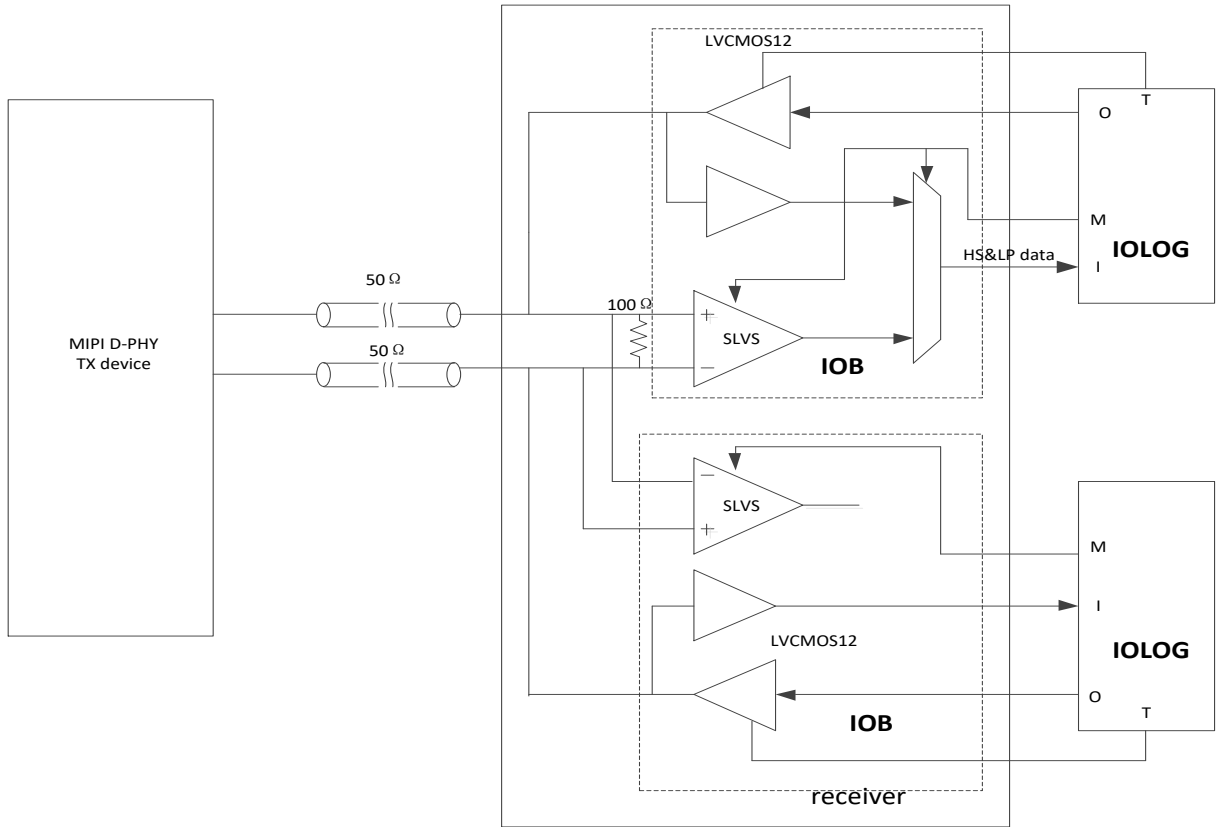 LVCMOS12
T
O
M
IOLOG
HS&LP data
I
50 Ω
100 Ω
+
SLVS
−
IOB
MIPI D-PHY
TX device
50 Ω
−
SLVS
+
M
I
LVCMOS12
IOLOG
O
IOB
T
receiver